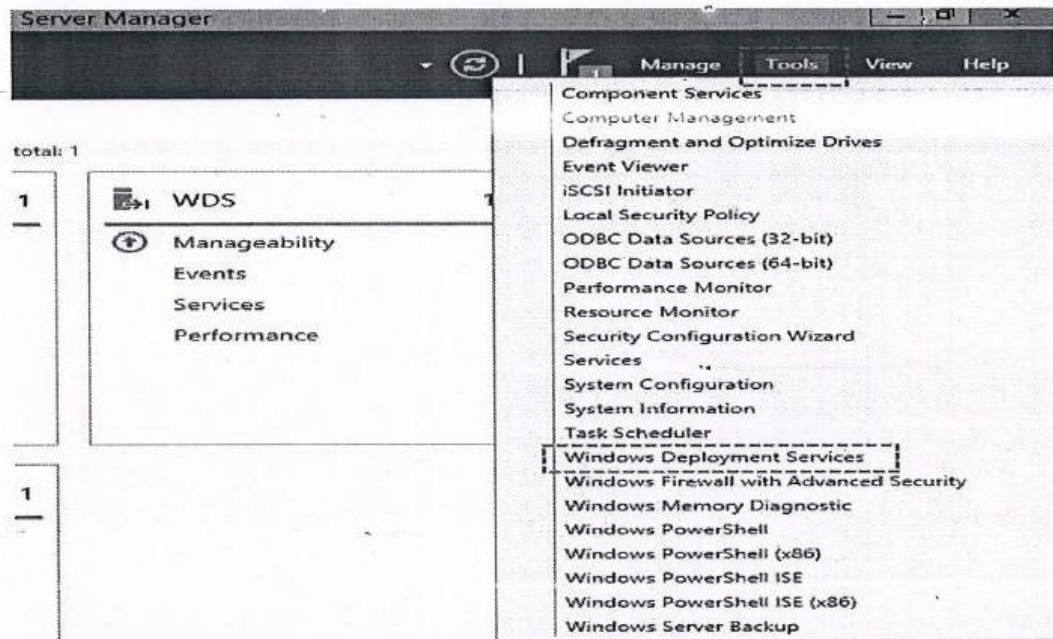 Server Manager
1
Manage Tools View Help
total: 1
1
WDS 1
Manageability
Events
Services
Performance
1
Component Services
Computer Management
Defragment and Optimize Drives
Event Viewer
iSCSI Initiator
Local Security Policy
ODBC Data Sources (32-bit)
ODBC Data Sources (64-bit)
Performance Monitor
Resource Monitor
Security Configuration Wizard
Services
System Configuration
System Information
Task Scheduler
Windows Deployment Services
Windows Firewall with Advanced Security
Windows Memory Diagnostic
Windows PowerShell
Windows PowerShell (x86)
Windows PowerShell ISE
Windows PowerShell ISE (x86)
Windows Server Backup